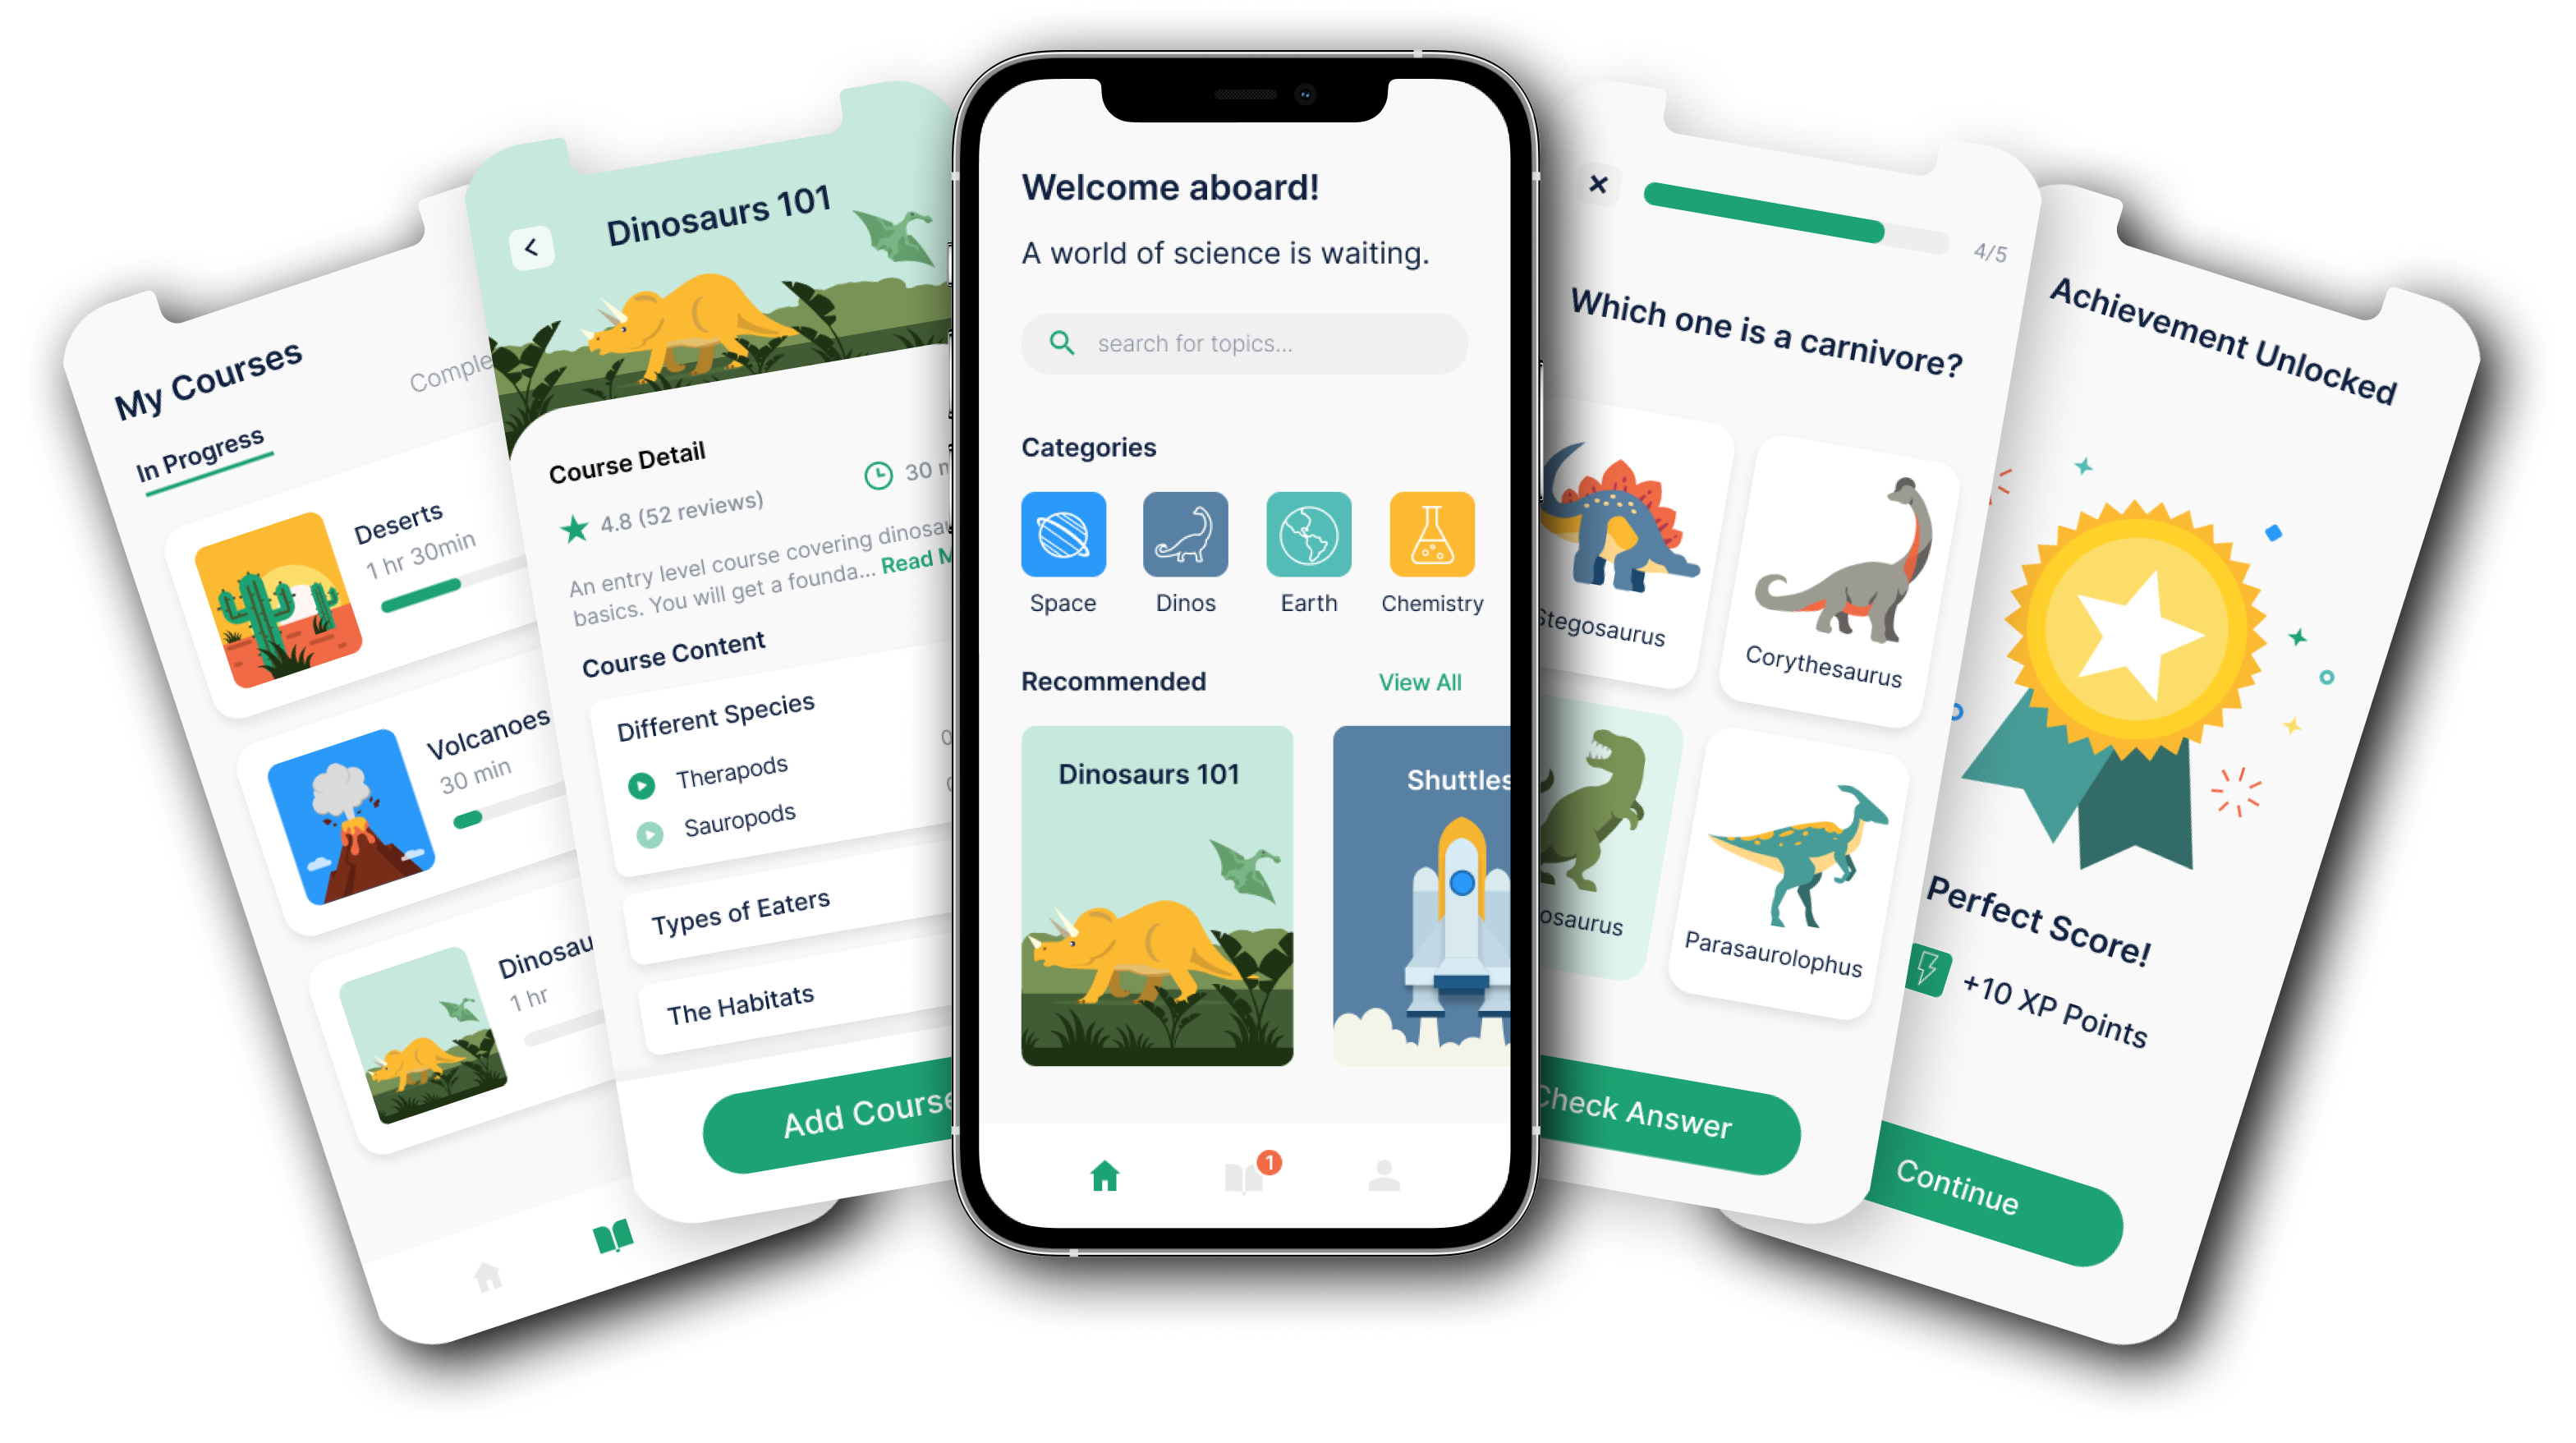 My Courses
In Progress
Deserts
1 hr 30min
Volcanoes
30 min
1 hr
Dinosaurs 101
Course Detail
4.8 (52 reviews)
30
An entry level course covering
basics. You will get a founda... Read
Course Content
Different Species
Therapods
Sauropods
Types of Eaters
The Habitats
Add Course
Welcome aboard!
A world of science is waiting.
search for topics...
Categories
Space
Dinos
Earth
Chemistry
Recommended
View All
Dinosaurs 101
Shuttles
1
4/5
Which one is a carnivore?
Stegosaurus
Corythesaurus
Parasaurolophus
Check Answer
Achievement Unlocked
Perfect Score!
+10 XP Points
Continue